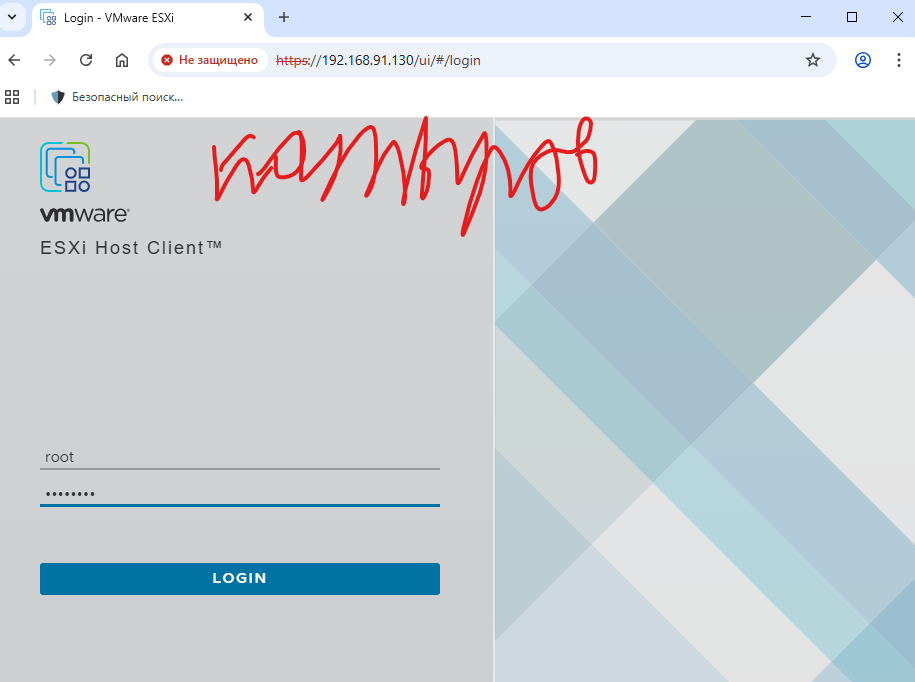 Login - VMware ESXi
Не защищено https://192.168.91.130/ui/#/login
Безопасный поиск...
vmware®
ESXi Host Client™
root
••••••••
LOGIN